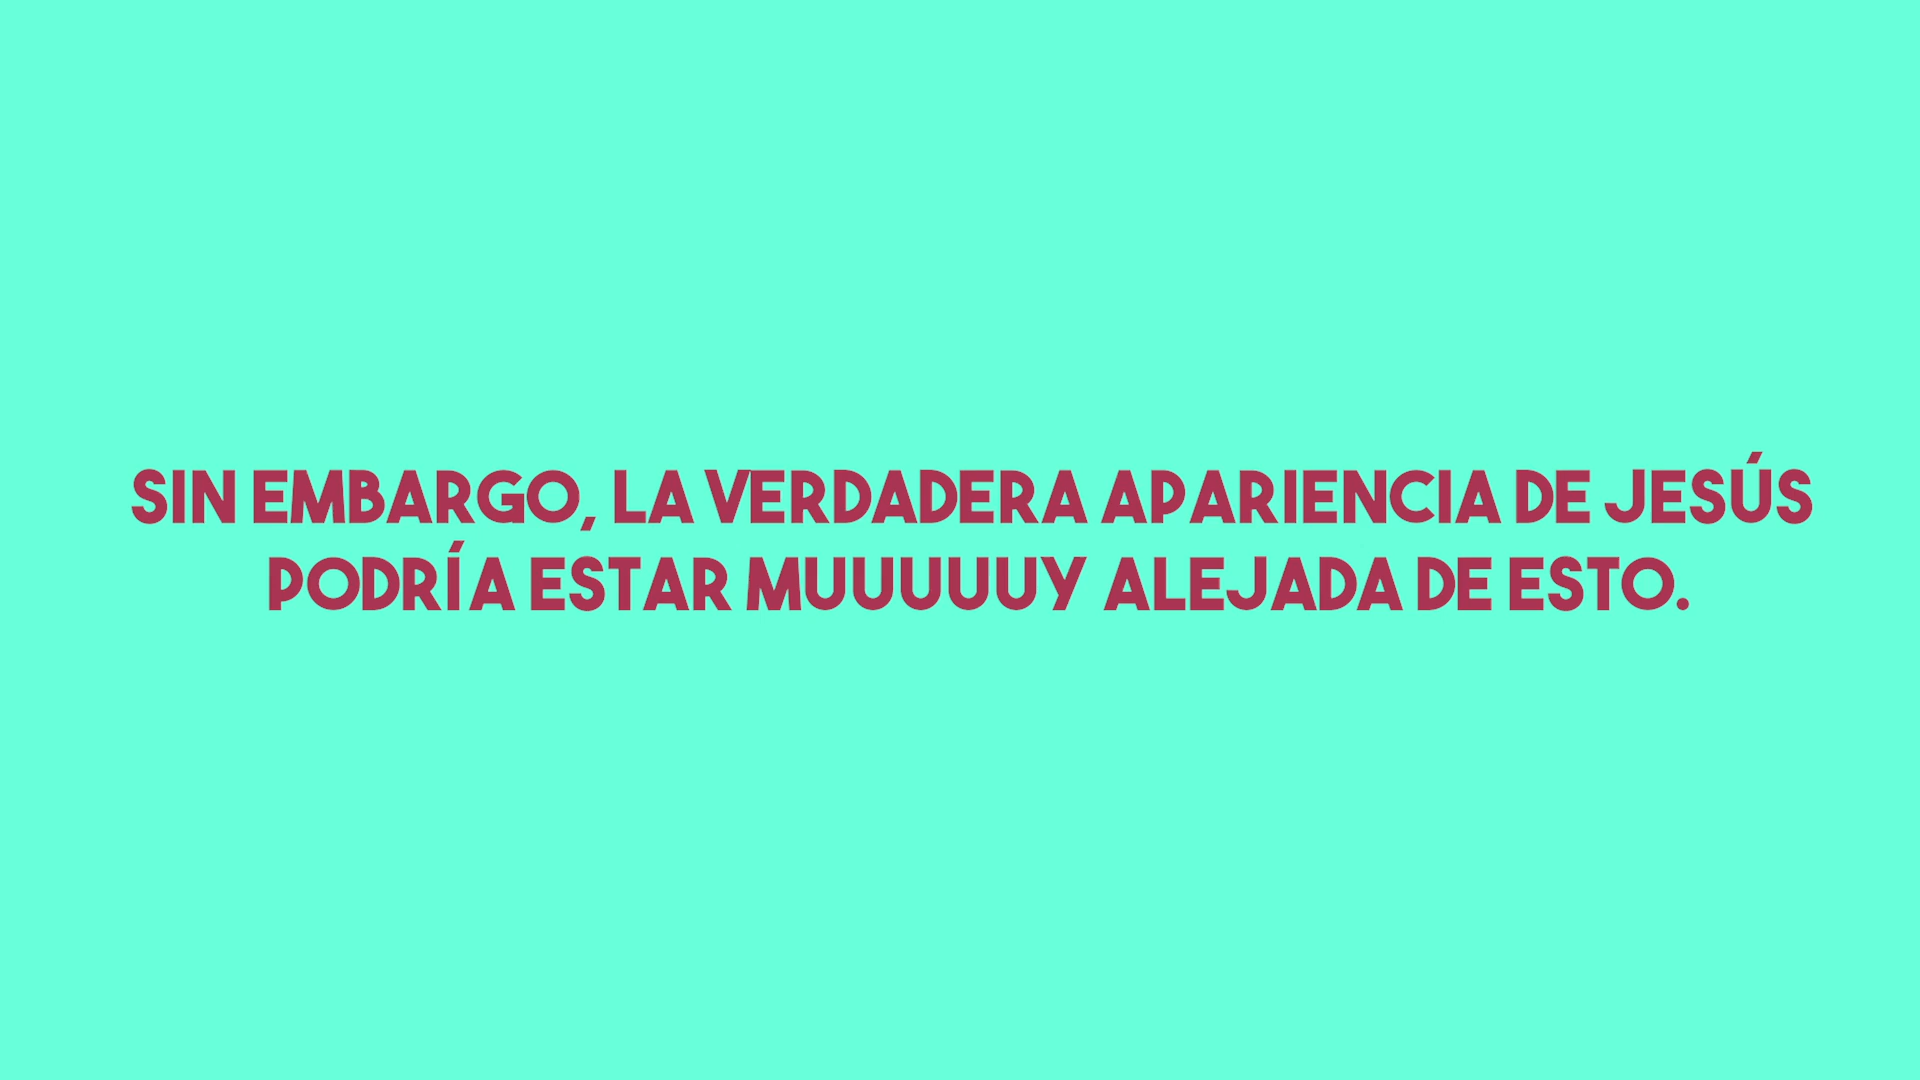 SIN EMBARGO, LA VERDADERA APARIENCIA DE JESÚS
PODRÍA ESTAR MUUUUUY ALEJADA DE ESTO.